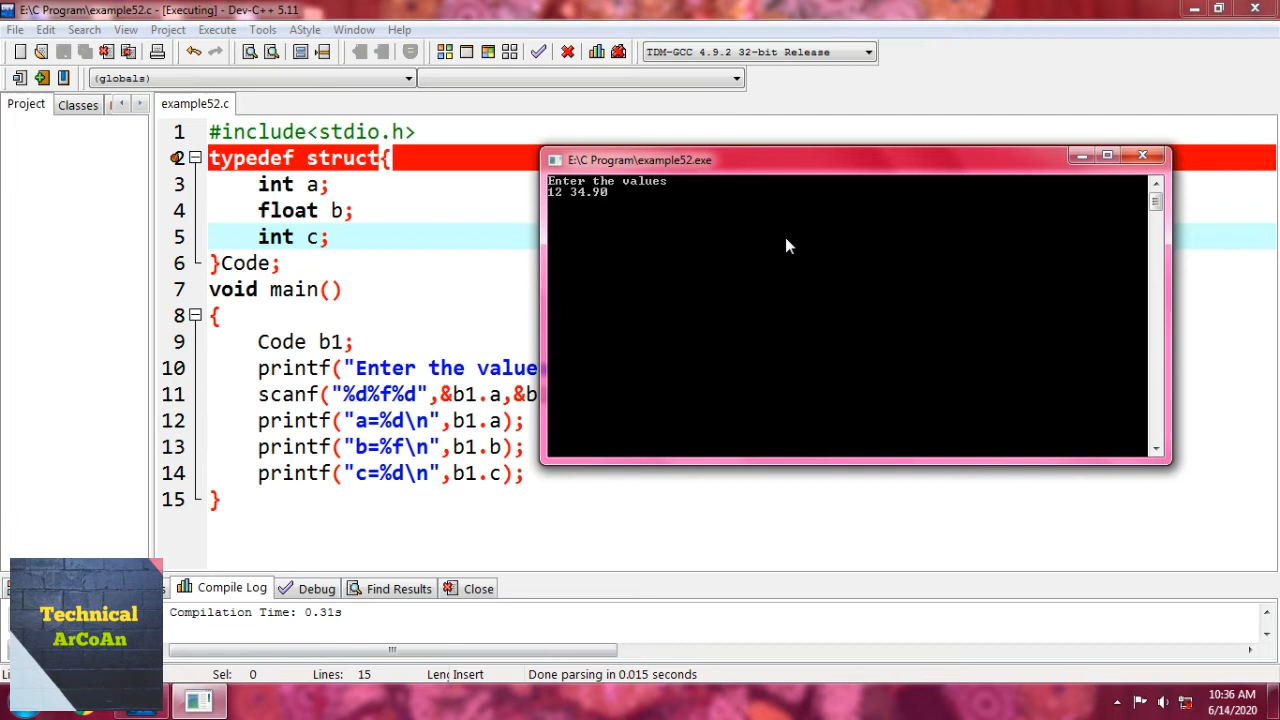 E:\C Program\example52.c - [Executing] - Dev-C++ 5.11
File Edit Search View Project Execute Tools AStyle Window Help
TDM-GCC 4.9.2 32-bit Release
(globals)
Project Classes
example52.c
1 #include<stdio.h>
2 typedef struct{
3 int a;
4 float b;
5 int c;
6 }Code;
7 void main()
8 {
9 Code b1;
10 printf("Enter the value
11 scanf("%d%f%d",&b1.a,&b
12 printf("a=%d\n",b1.a);
13 printf("b=%f\n",b1.b);
14 printf("c=%d\n",b1.c);
15 }
E:\C Program\example52.exe
Enter the values
12 34.90
Compile Log Debug Find Results Close
Compilation Time: 0.31s
Technical
ArCoAn
Sel: 0 Lines: 15 Insert Done parsing in 0.015 seconds
10:36 AM
6/14/2020